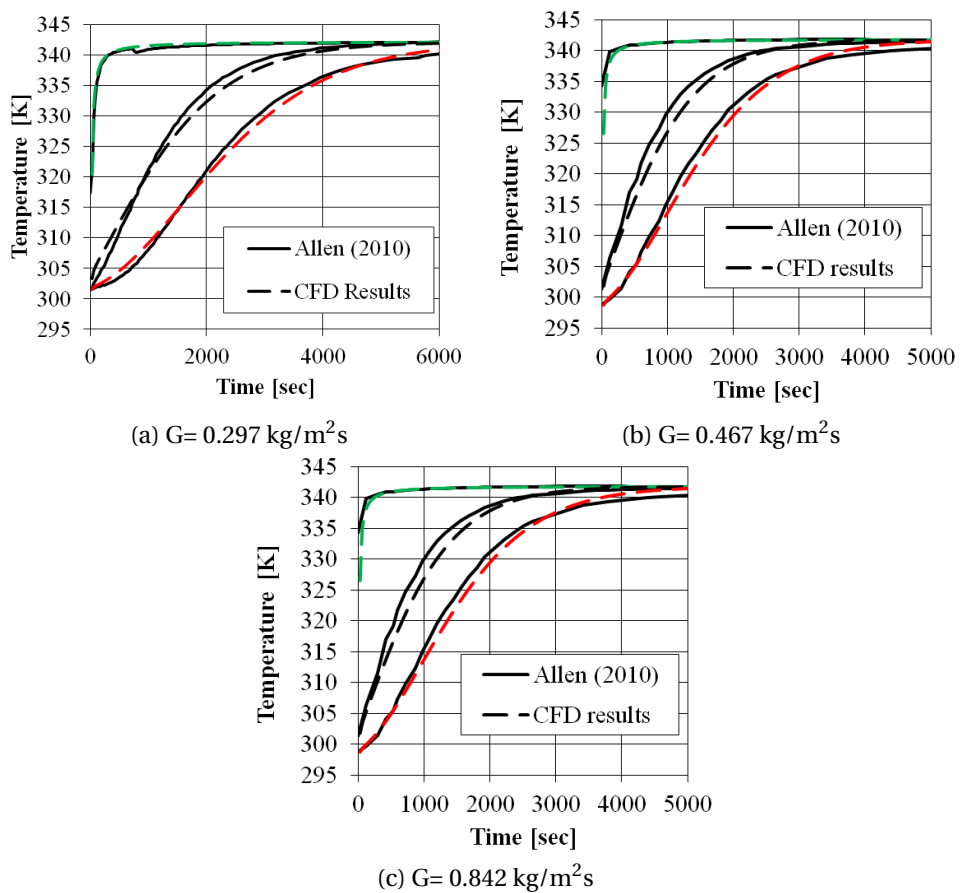 345
340
335
330
325
320
315
310
305
300
295
Temperature [K]
Allen (2010)
CFD Results
0 2000 4000 6000
Time [sec]
(a) G= 0.297 kg/m²s
345
340
335
330
325
320
315
310
305
300
295
Temperature [K]
Allen (2010)
CFD results
0 1000 2000 3000 4000 5000
Time [sec]
(b) G= 0.467 kg/m²s
345
340
335
330
325
320
315
310
305
300
295
Temperature [K]
Allen (2010)
CFD results
0 1000 2000 3000 4000 5000
Time [sec]
(c) G= 0.842 kg/m²s